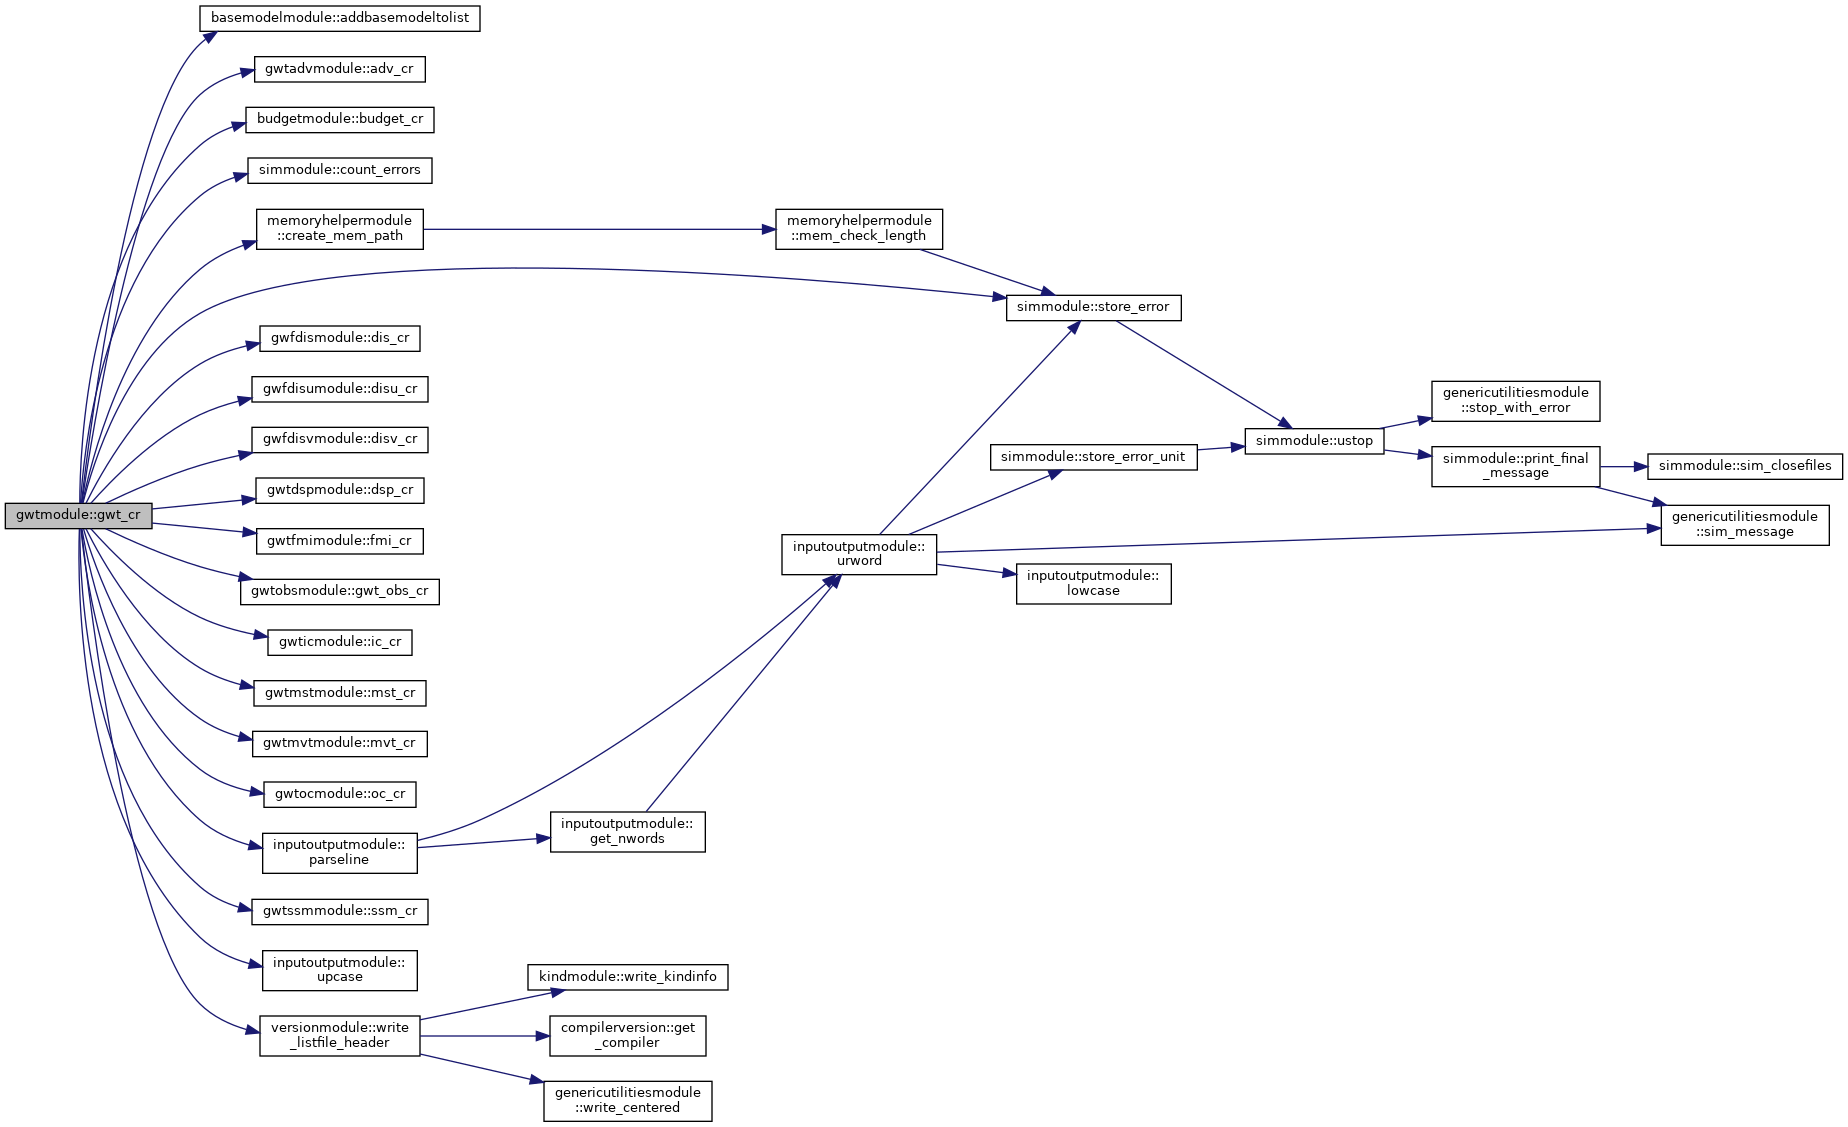 basemodelmodule::addbasemodeltolist
gwtadvmodule::adv_cr
budgetmodule::budget_cr
simmodule::count_errors
memoryhelpermodule
::create_mem_path
memoryhelpermodule
::mem_check_length
simmodule::store_error
gwfdismodule::dis_cr
gwfdisumodule::disu_cr
gwfdisvmodule::disv_cr
gwtdspmodule::dsp_cr
gwtmodule::gwt_cr
gwtfmimodule::fmi_cr
gwtobsmodule::gwt_obs_cr
gwticmodule::ic_cr
gwtmstmodule::mst_cr
gwtmvtmodule::mvt_cr
gwtocmodule::oc_cr
inputoutputmodule::
parseline
inputoutputmodule::
get_nwords
inputoutputmodule::
urword
simmodule::store_error_unit
inputoutputmodule::
lowcase
simmodule::ustop
genericutilitiesmodule
::stop_with_error
simmodule::print_final
_message
simmodule::sim_closefiles
genericutilitiesmodule
::sim_message
gwtssmmodule::ssm_cr
inputoutputmodule::
upcase
versionmodule::write
_listfile_header
kindmodule::write_kindinfo
compilerversion::get
_compiler
genericutilitiesmodule
::write_centered